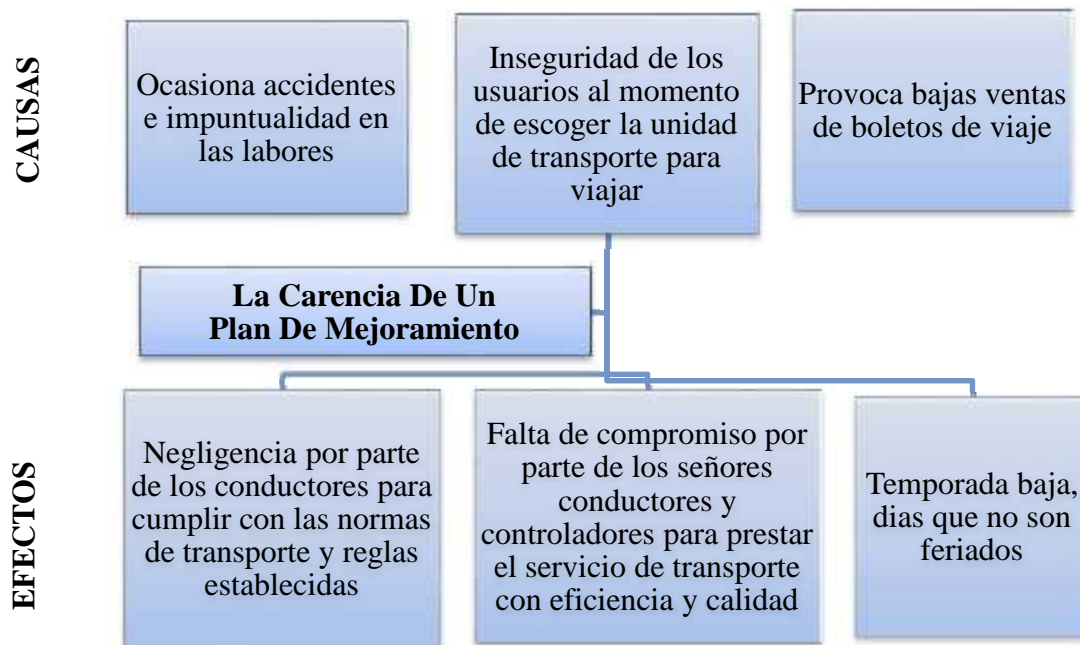 CAUSAS
Ocasiona accidentes
e impuntualidad en
las labores
Inseguridad de los
usuarios al momento
de escoger la unidad
de transporte para
viajar
Provoca bajas ventas
de boletos de viaje
La Carencia De Un
Plan De Mejoramiento
EFECTOS
Negligencia por parte
de los conductores para
cumplir con las normas
de transporte y reglas
establecidas
Falta de compromiso por
parte de los señores
conductores y
controladores para prestar
el servicio de transporte
con eficiencia y calidad
Temporada baja,
dias que no son
feriados